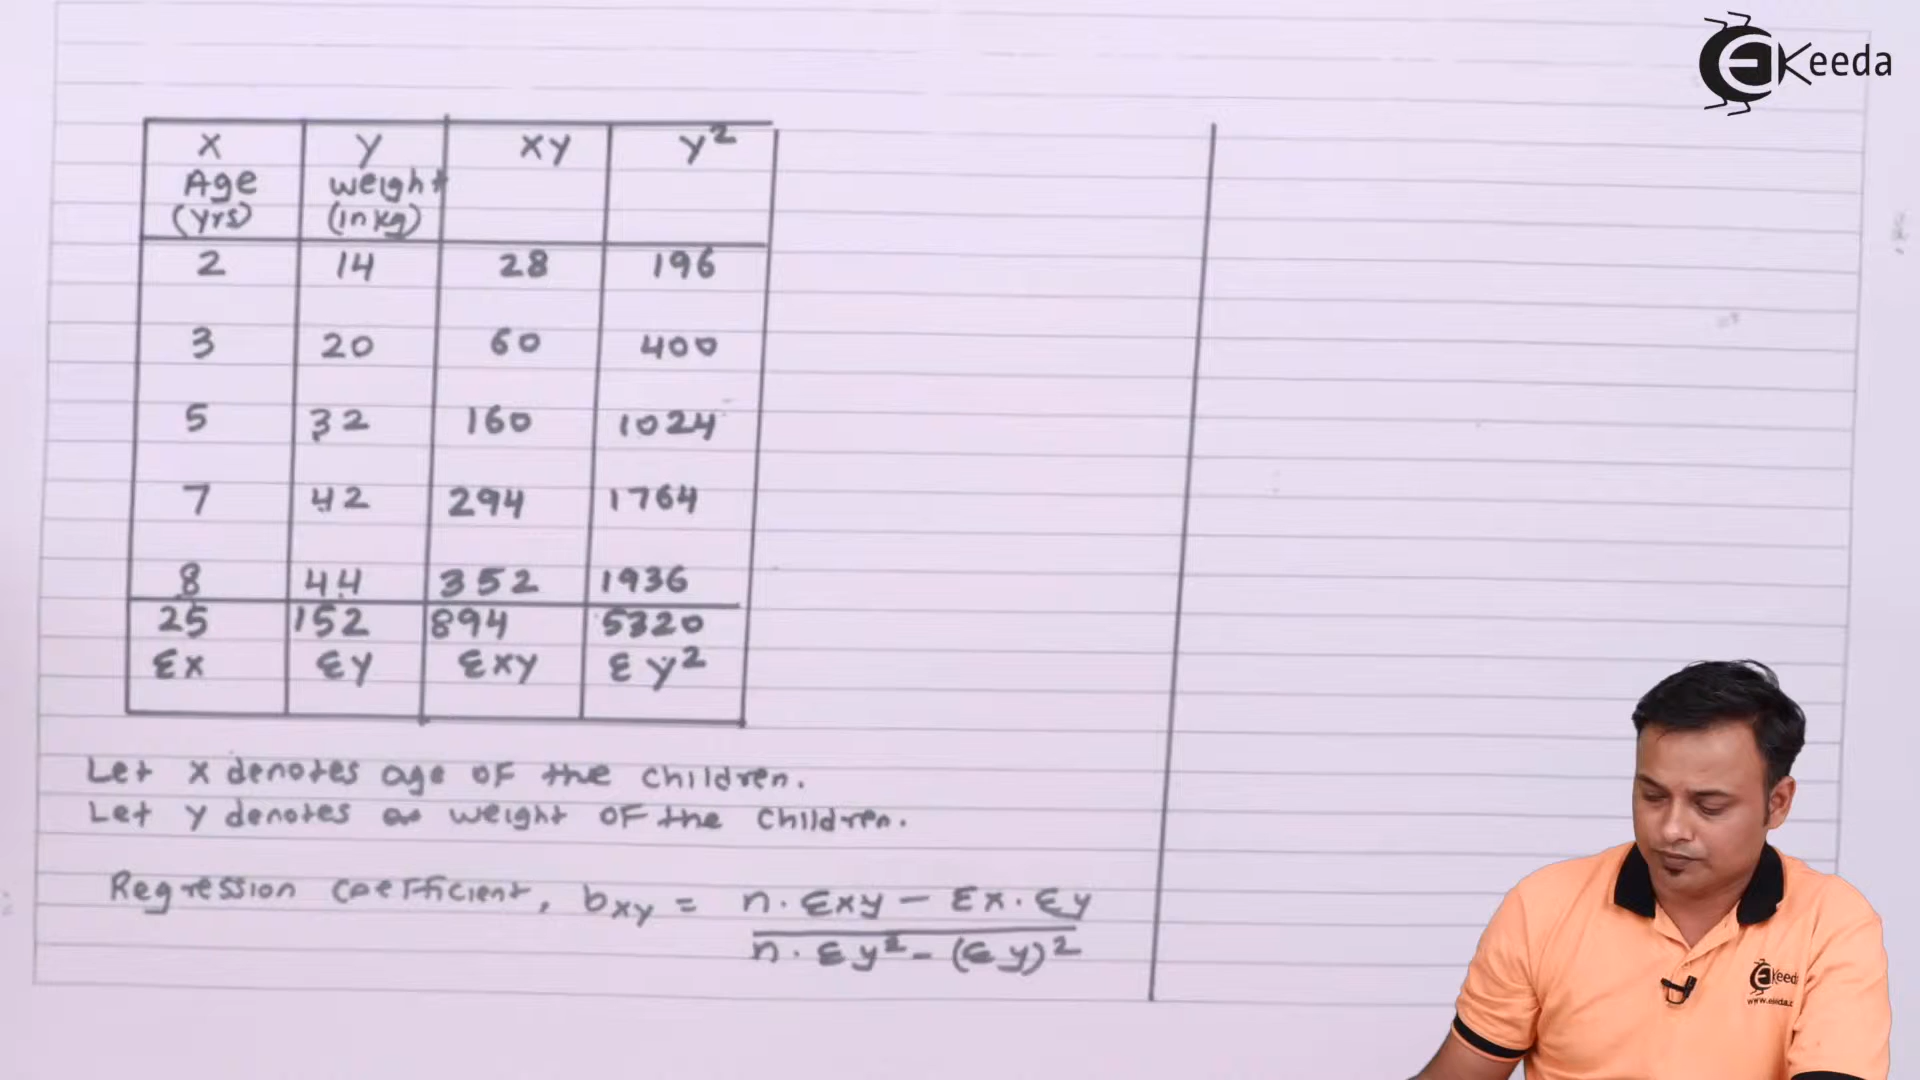 eKeeda
x y xy y²
Age weight
(yrs) (in kg)
2 14 28 196
3 20 60 400
5 32 160 1024
7 42 294 1764
8 44 352 1936
25 152 894 5320
Σx Σy Σxy Σy²
Let x denotes age of the children.
Let y denotes weight of the children.
Regression coefficient, bxy = n. Σxy - Σx. Σy
n. Σy² - (Σy)²
eKeeda